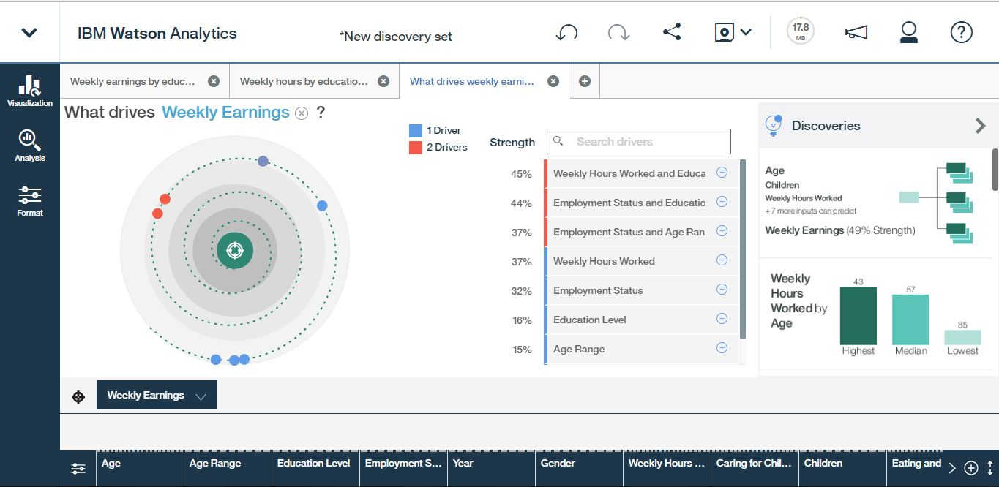 IBM Watson Analytics
*New discovery set
17.8
MB
?
Visualization
Analysis
Format
Weekly earnings by educ...
Weekly hours by educatio...
What drives weekly earni...
What drives Weekly Earnings ?
1 Driver
2 Drivers
Strength
Search drivers
45% Weekly Hours Worked and Educa
44% Employment Status and Educatio
37% Employment Status and Age Ran
37% Weekly Hours Worked
32% Employment Status
16% Education Level
15% Age Range
Discoveries
Age
Children
Weekly Hours Worked
+ 7 more inputs can predict
Weekly Earnings (49% Strength)
Weekly
Hours
Worked by
Age
43
57
85
Highest
Median
Lowest
Weekly Earnings
Age
Age Range
Education Level
Employment S...
Year
Gender
Weekly Hours ...
Caring for Chil...
Children
Eating and